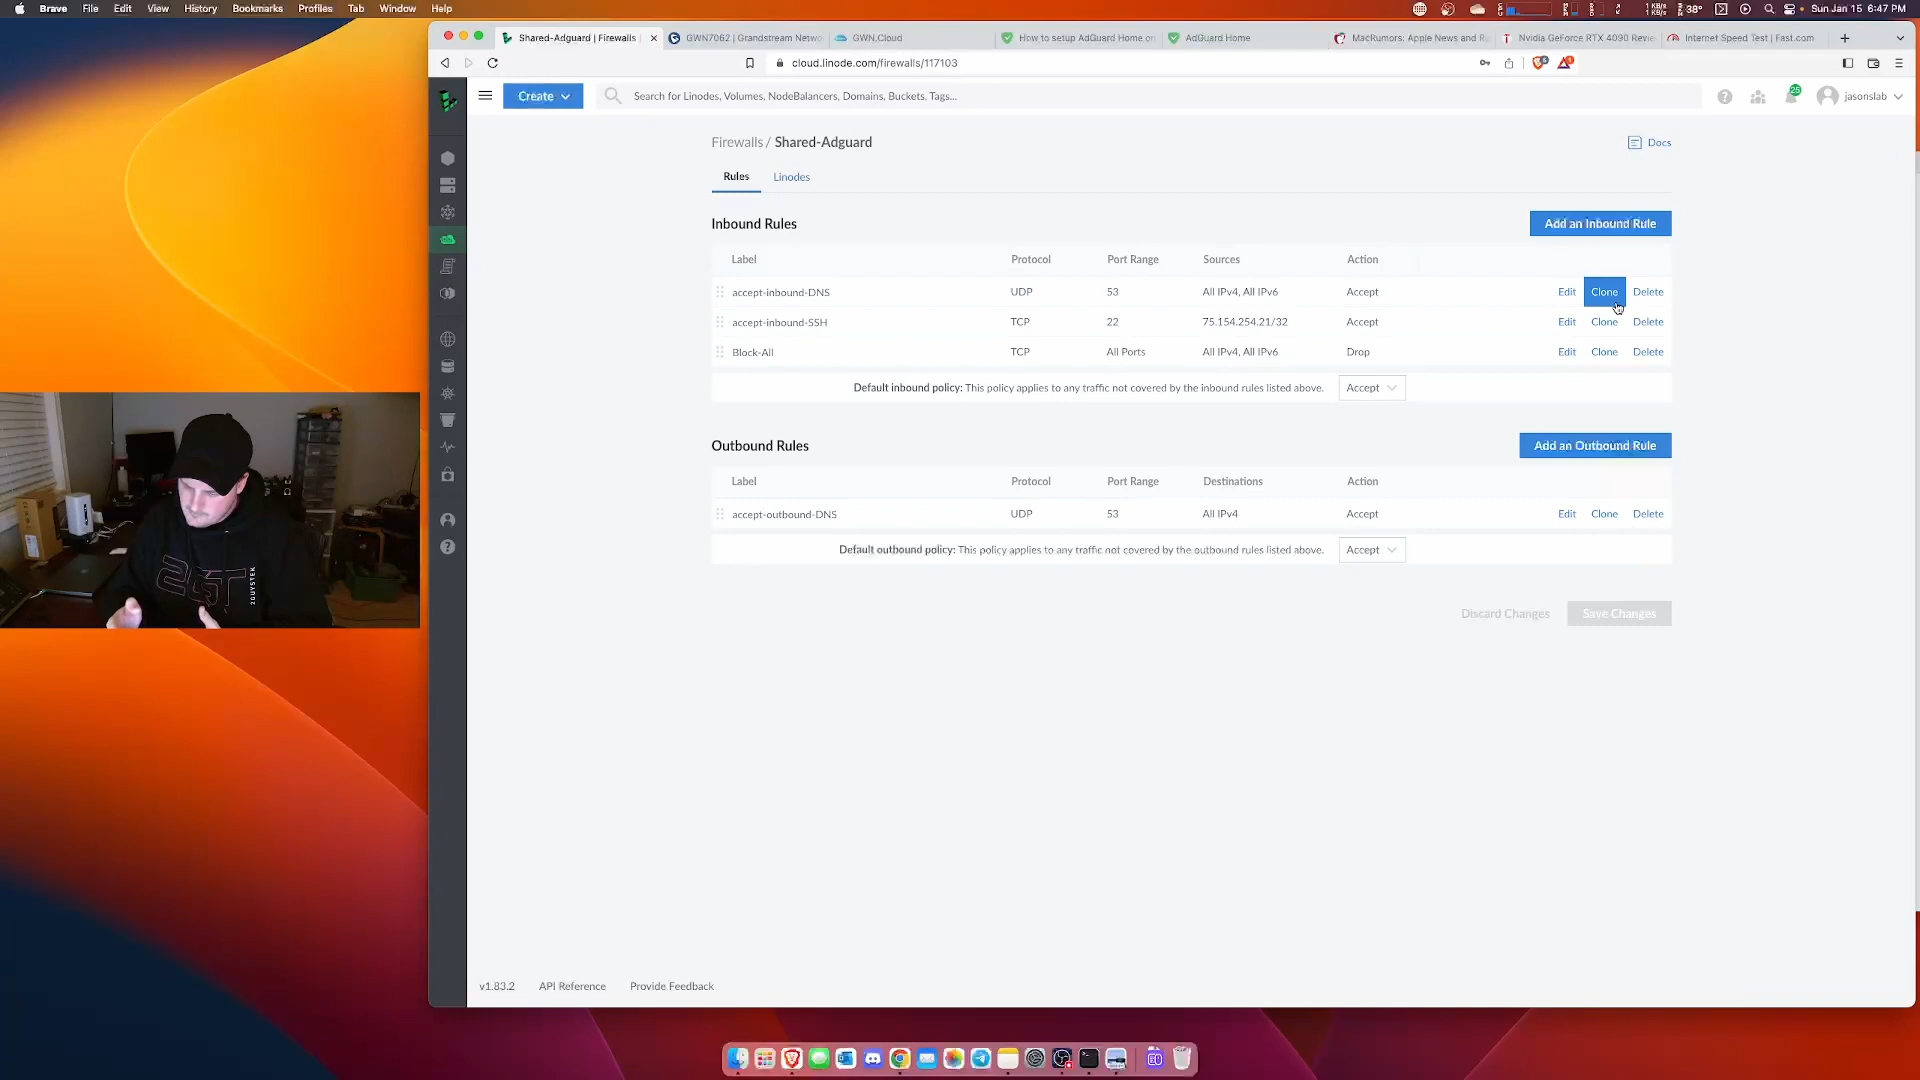 Brave File Edit View History Bookmarks Profiles Tab Window Help
38° Sun Jan 15 6:47 PM
Shared-Adguard | Firewalls
GWN7062 | Grandstream Netwo
GWN.Cloud
How to setup AdGuard Home on
AdGuard Home
MacRumors: Apple News and Ru
Nvidia GeForce RTX 4090 Revie
Internet Speed Test | Fast.com
cloud.linode.com/firewalls/117103
Create
Search for Linodes, Volumes, NodeBalancers, Domains, Buckets, Tags...
25
jasonslab
Firewalls / Shared-Adguard
Docs
Rules Linodes
Inbound Rules
Add an Inbound Rule
Label Protocol Port Range Sources Action
accept-inbound-DNS UDP 53 All IPv4, All IPv6 Accept Edit Clone Delete
accept-inbound-SSH TCP 22 75.154.254.21/32 Accept Edit Clone Delete
Block-All TCP All Ports All IPv4, All IPv6 Drop Edit Clone Delete
Default inbound policy: This policy applies to any traffic not covered by the inbound rules listed above. Accept
Outbound Rules
Add an Outbound Rule
Label Protocol Port Range Destinations Action
accept-outbound-DNS UDP 53 All IPv4 Accept Edit Clone Delete
Default outbound policy: This policy applies to any traffic not covered by the outbound rules listed above. Accept
Discard Changes Save Changes
2GT
2GUYSTEK
v1.83.2 API Reference Provide Feedback